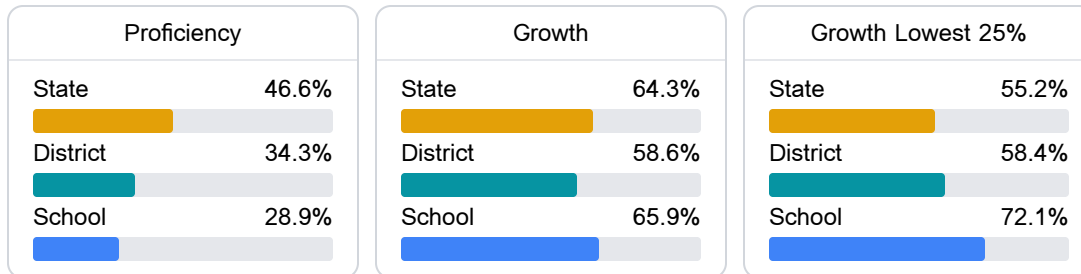 Proficiency
State 46.6%
District 34.3%
School 28.9%
Growth
State 64.3%
District 58.6%
School 65.9%
Growth Lowest 25%
State 55.2%
District 58.4%
School 72.1%